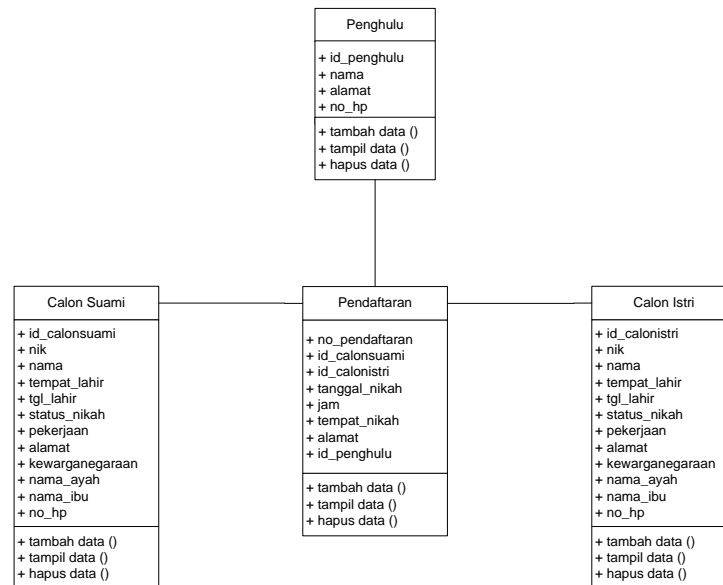 Penghulu
+ id_penghulu
+ nama
+ alamat
+ no_hp
+ tambah data ()
+ tampil data ()
+ hapus data ()
Calon Suami
+ id_calonsuami
+ nik
+ nama
+ tempat_lahir
+ tgl_lahir
+ status_nikah
+ pekerjaan
+ alamat
+ kewarganegaraan
+ nama_ayah
+ nama_ibu
+ no_hp
+ tambah data ()
+ tampil data ()
+ hapus data ()
Pendaftaran
+ no_pendaftaran
+ id_calonsuami
+ id_calonistri
+ tanggal_nikah
+ jam
+ tempat_nikah
+ alamat
+ id_penghulu
+ tambah data ()
+ tampil data ()
+ hapus data ()
Calon Istri
+ id_calonistri
+ nik
+ nama
+ tempat_lahir
+ tgl_lahir
+ status_nikah
+ pekerjaan
+ alamat
+ kewarganegaraan
+ nama_ayah
+ nama_ibu
+ no_hp
+ tambah data ()
+ tampil data ()
+ hapus data ()